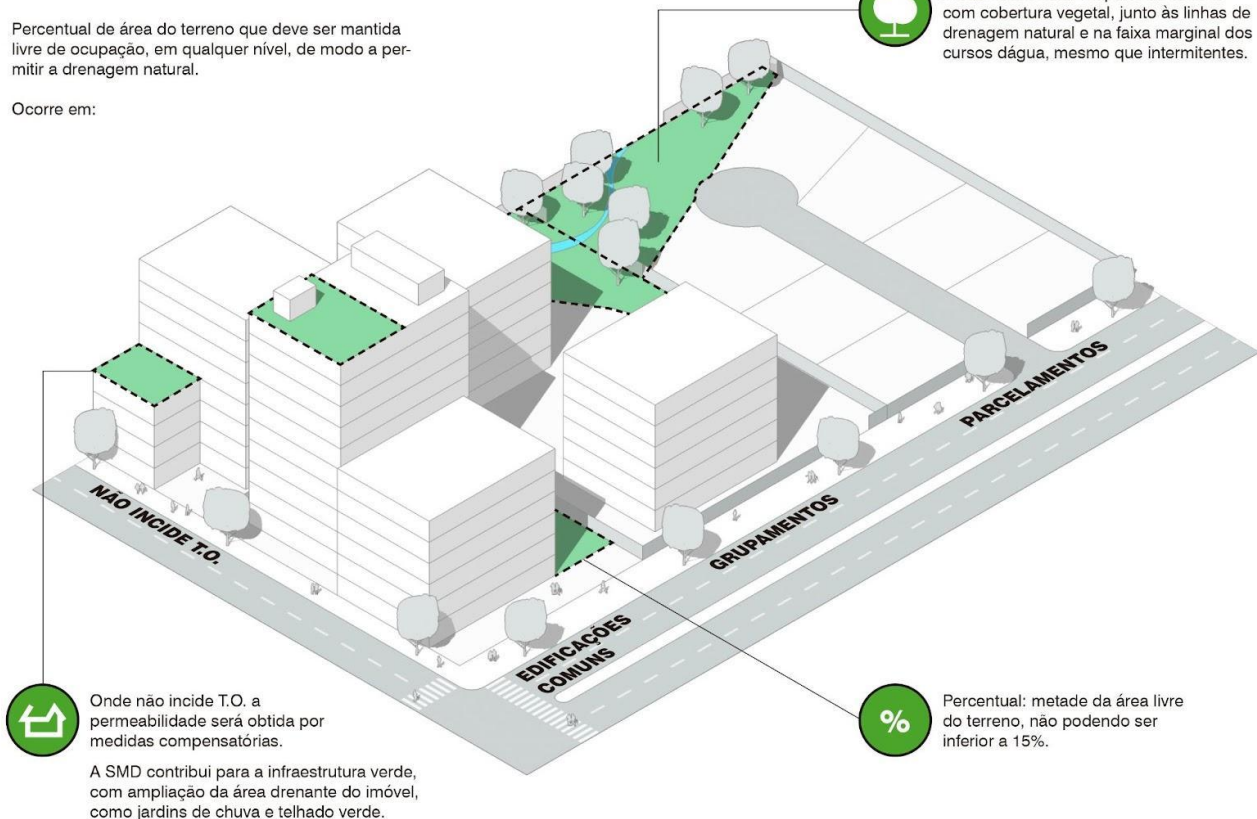 Percentual de área do terreno que deve ser mantida
livre de ocupação, em qualquer nível, de modo a per-
mitir a drenagem natural.
Ocorre em:
com cobertura vegetal, junto às linhas de
drenagem natural e na faixa marginal dos
cursos dágua, mesmo que intermitentes.
PARCELAMENTOS
NÃO INCIDE T.O.
GRUPAMENTOS
EDIFICAÇÕES
COMUNS
Onde não incide T.O. a
permeabilidade será obtida por
medidas compensatórias.
A SMD contribui para a infraestrutura verde,
com ampliação da área drenante do imóvel,
como jardins de chuva e telhado verde.
%
Percentual: metade da área livre
do terreno, não podendo ser
inferior a 15%.